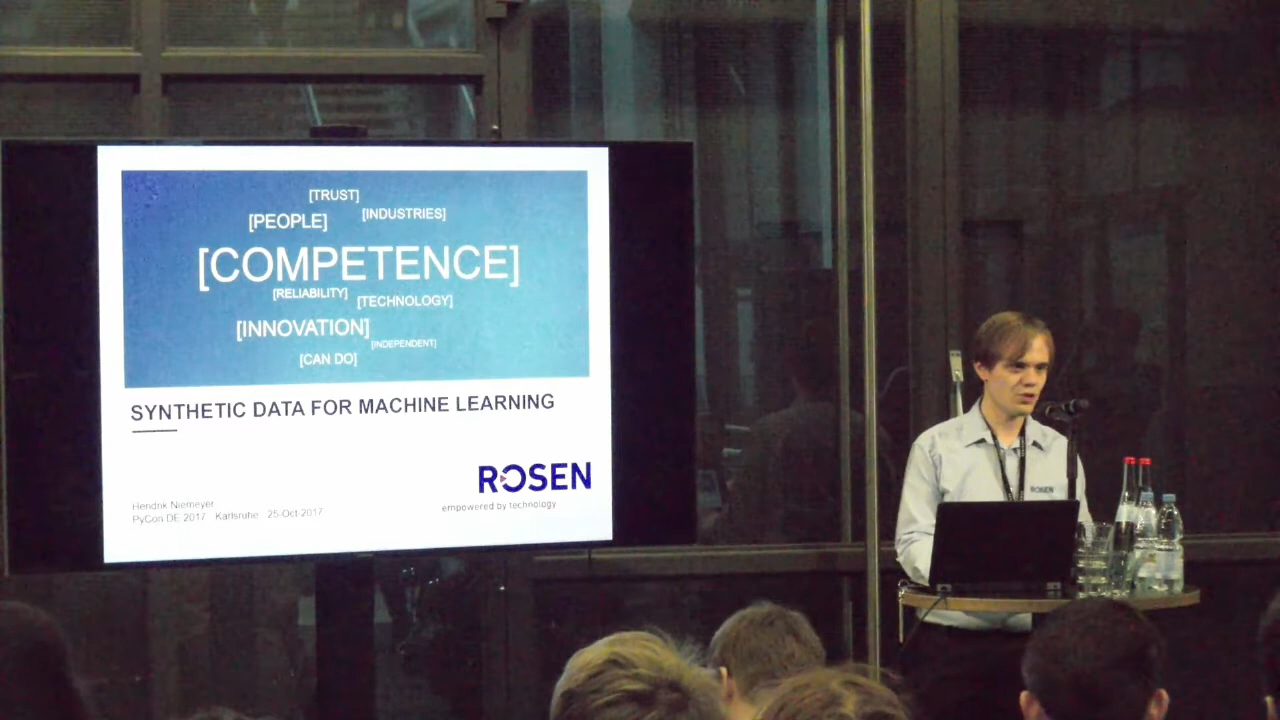 [TRUST]
[PEOPLE] [INDUSTRIES]
[COMPETENCE]
[RELIABILITY] [TECHNOLOGY]
[INNOVATION] [INDEPENDENT]
[CAN DO]
SYNTHETIC DATA FOR MACHINE LEARNING
ROSEN
empowered by technology
Hendrik Niemeyer
PyCon DE 2017 Karlsruhe 25-Oct-2017
ROSEN